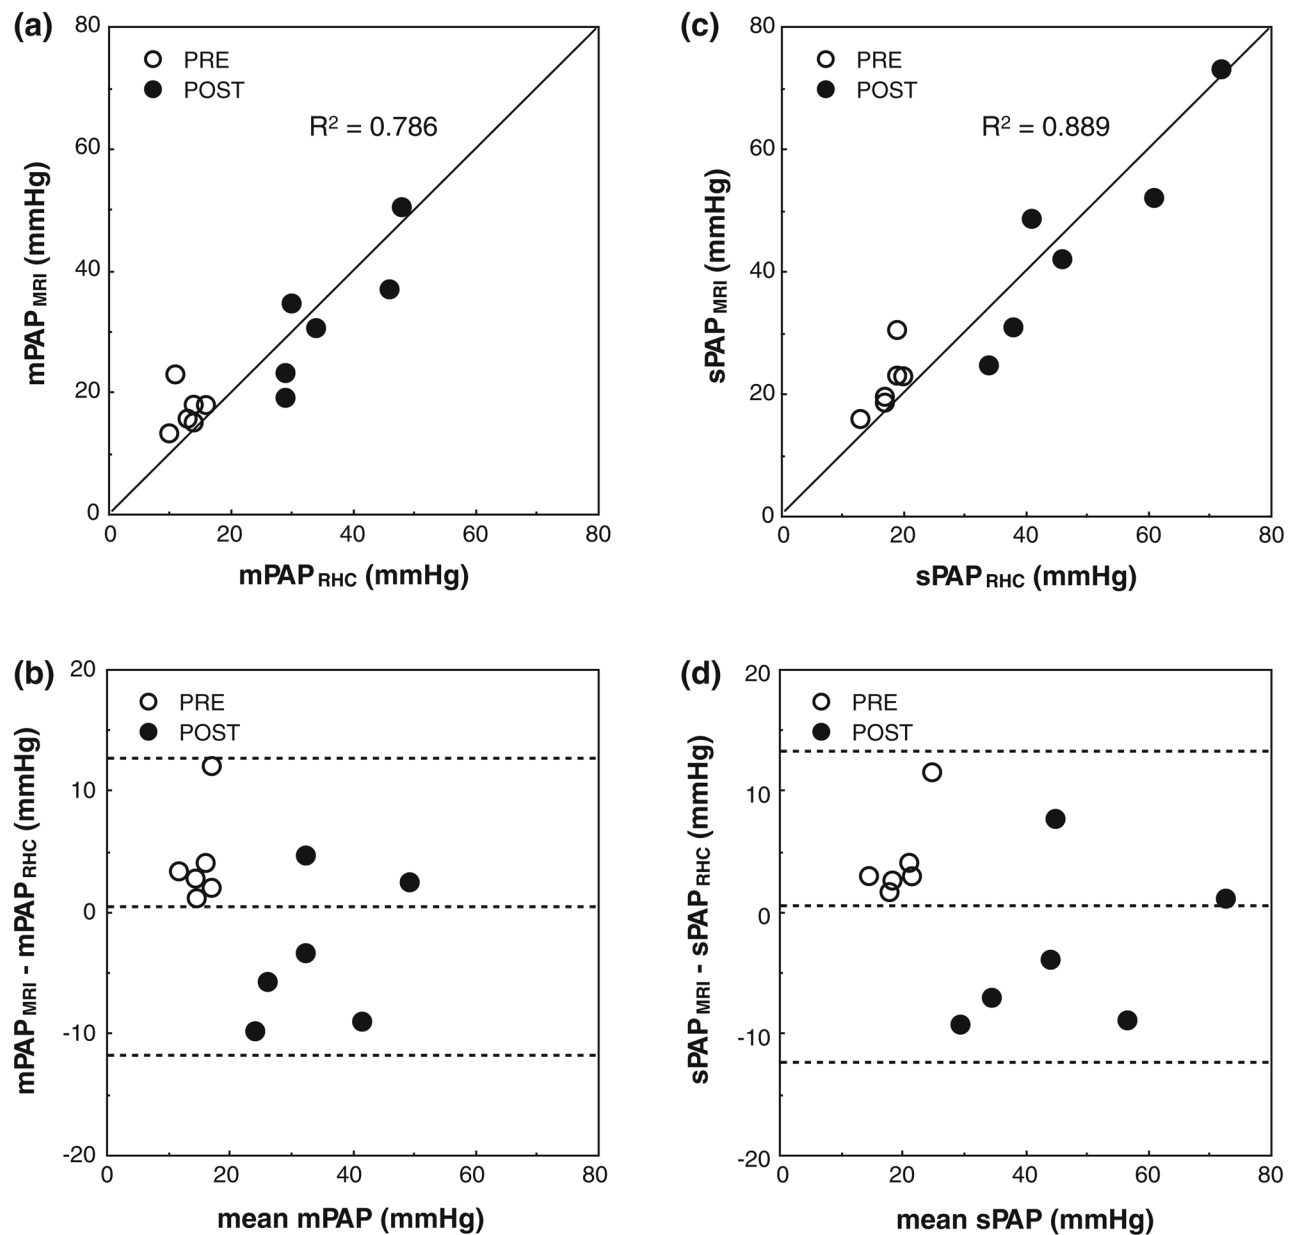 (a)
80
60
40
20
0
PRE
POST
R² = 0.786
mPAP MRI (mmHg)
0 20 40 60 80
mPAP RHC (mmHg)
(c)
80
60
40
20
0
PRE
POST
R² = 0.889
sPAP MRI (mmHg)
0 20 40 60 80
sPAP RHC (mmHg)
(b)
20
10
0
-10
-20
PRE
POST
mPAP MRI - mPAP RHC (mmHg)
0 20 40 60 80
mean mPAP (mmHg)
(d)
20
10
0
-10
-20
PRE
POST
sPAP MRI - sPAP RHC (mmHg)
0 20 40 60 80
mean sPAP (mmHg)